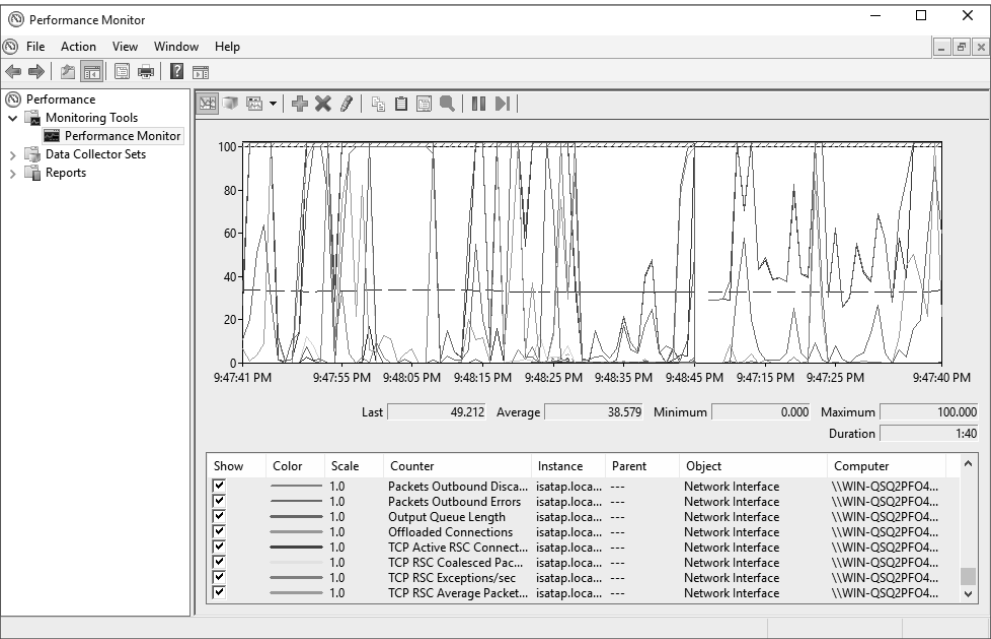 Performance Monitor
File Action View Window Help
Performance
Monitoring Tools
Performance Monitor
Data Collector Sets
Reports
100
80
60
40
20
0
9:47:41 PM 9:47:55 PM 9:48:05 PM 9:48:15 PM 9:48:25 PM 9:48:35 PM 9:48:45 PM 9:47:15 PM 9:47:25 PM 9:47:40 PM
Last 49.212 Average 38.579 Minimum 0.000 Maximum 100.000
Duration 1:40
Show Color Scale Counter Instance Parent Object Computer
1.0 Packets Outbound Disca... isatap.loca... --- Network Interface \\WIN-QSQ2PFO4...
1.0 Packets Outbound Errors isatap.loca... --- Network Interface \\WIN-QSQ2PFO4...
1.0 Output Queue Length isatap.loca... --- Network Interface \\WIN-QSQ2PFO4...
1.0 Offloaded Connections isatap.loca... --- Network Interface \\WIN-QSQ2PFO4...
1.0 TCP Active RSC Connect... isatap.loca... --- Network Interface \\WIN-QSQ2PFO4...
1.0 TCP RSC Coalesced Pac... isatap.loca... --- Network Interface \\WIN-QSQ2PFO4...
1.0 TCP RSC Exceptions/sec isatap.loca... --- Network Interface \\WIN-QSQ2PFO4...
1.0 TCP RSC Average Packet... isatap.loca... --- Network Interface \\WIN-QSQ2PFO4...